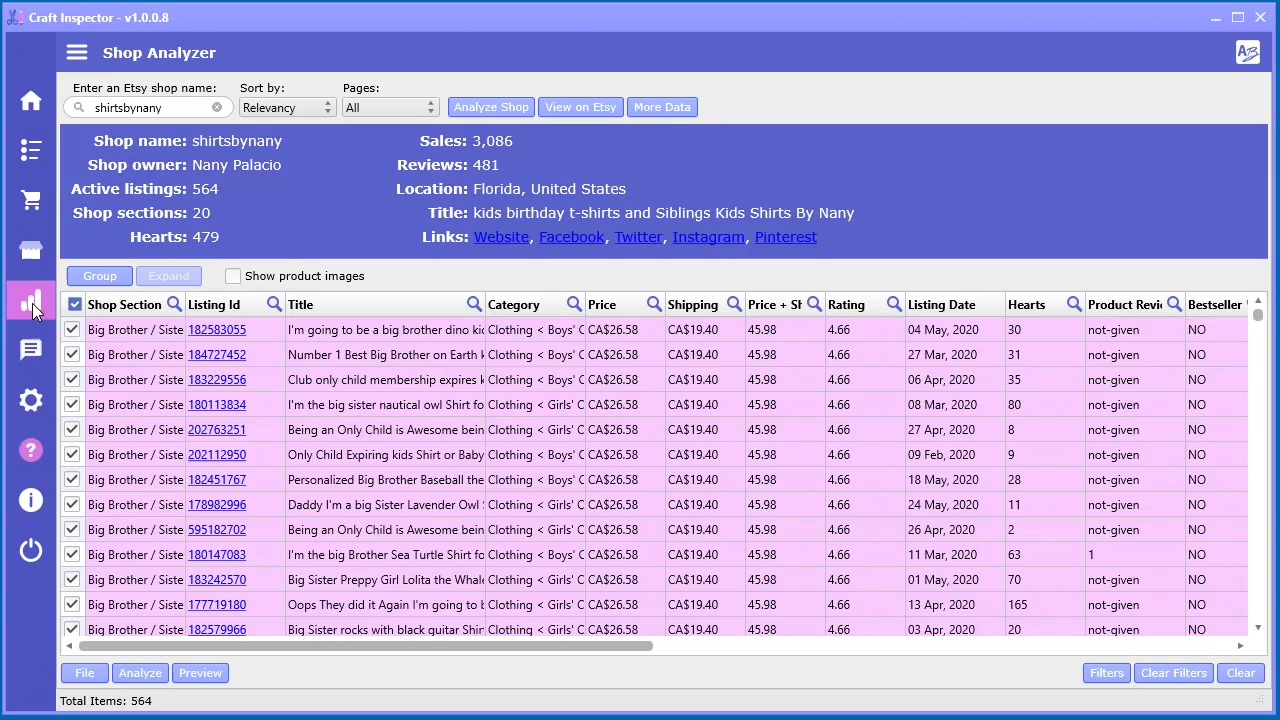 Craft Inspector - v1.0.0.8
Shop Analyzer
Enter an Etsy shop name: Sort by: Pages:
shirtsbynany Relevancy All Analyze Shop View on Etsy More Data
Shop name: shirtsbynany Sales: 3,086
Shop owner: Nany Palacio Reviews: 481
Active listings: 564 Location: Florida, United States
Shop sections: 20 Title: kids birthday t-shirts and Siblings Kids Shirts By Nany
Hearts: 479 Links: Website, Facebook, Twitter, Instagram, Pinterest
Group Expand Show product images
Shop Section Listing Id Title Category Price Shipping Price + Sh Rating Listing Date Hearts Product Revi Bestseller
Big Brother / Siste 182583055 I'm going to be a big brother dino kid Clothing < Boys' C CA$26.58 CA$19.40 45.98 4.66 04 May, 2020 30 not-given NO
Big Brother / Siste 184727452 Number 1 Best Big Brother on Earth k Clothing < Boys' C CA$26.58 CA$19.40 45.98 4.66 27 Mar, 2020 31 not-given NO
Big Brother / Siste 183229556 Club only child membership expires k Clothing < Boys' C CA$26.58 CA$19.40 45.98 4.66 06 Apr, 2020 35 not-given NO
Big Brother / Siste 180113834 I'm the big sister nautical owl Shirt fo Clothing < Girls' C CA$26.58 CA$19.40 45.98 4.66 08 Mar, 2020 80 not-given NO
Big Brother / Siste 202763251 Being an Only Child is Awesome bein Clothing < Girls' C CA$26.58 CA$19.40 45.98 4.66 27 Apr, 2020 8 not-given NO
Big Brother / Siste 202112950 Only Child Expiring kids Shirt or Baby Clothing < Girls' C CA$26.58 CA$19.40 45.98 4.66 09 Feb, 2020 9 not-given NO
Big Brother / Siste 182451767 Personalized Big Brother Baseball the Clothing < Boys' C CA$26.58 CA$19.40 45.98 4.66 18 May, 2020 28 not-given NO
Big Brother / Siste 178982996 Daddy I'm a big Sister Lavender Owl Clothing < Girls' C CA$26.58 CA$19.40 45.98 4.66 24 May, 2020 11 not-given NO
Big Brother / Siste 595182702 Being an Only Child is Awesome bein Clothing < Girls' C CA$26.58 CA$19.40 45.98 4.66 26 Apr, 2020 2 not-given NO
Big Brother / Siste 180147083 I'm the big Brother Sea Turtle Shirt fo Clothing < Boys' C CA$26.58 CA$19.40 45.98 4.66 11 Mar, 2020 63 1 NO
Big Brother / Siste 183242570 Big Sister Preppy Girl Lolita the Whale Clothing < Girls' C CA$26.58 CA$19.40 45.98 4.66 01 May, 2020 70 not-given NO
Big Brother / Siste 177719180 Oops They did it Again I'm going to b Clothing < Girls' C CA$26.58 CA$19.40 45.98 4.66 13 Apr, 2020 165 not-given NO
Big Brother / Siste 182579966 Big Sister rocks with black guitar Shir Clothing < Girls' C CA$26.58 CA$19.40 45.98 4.66 03 Apr, 2020 20 not-given NO
File Analyze Preview Filters Clear Filters Clear
Total Items: 564